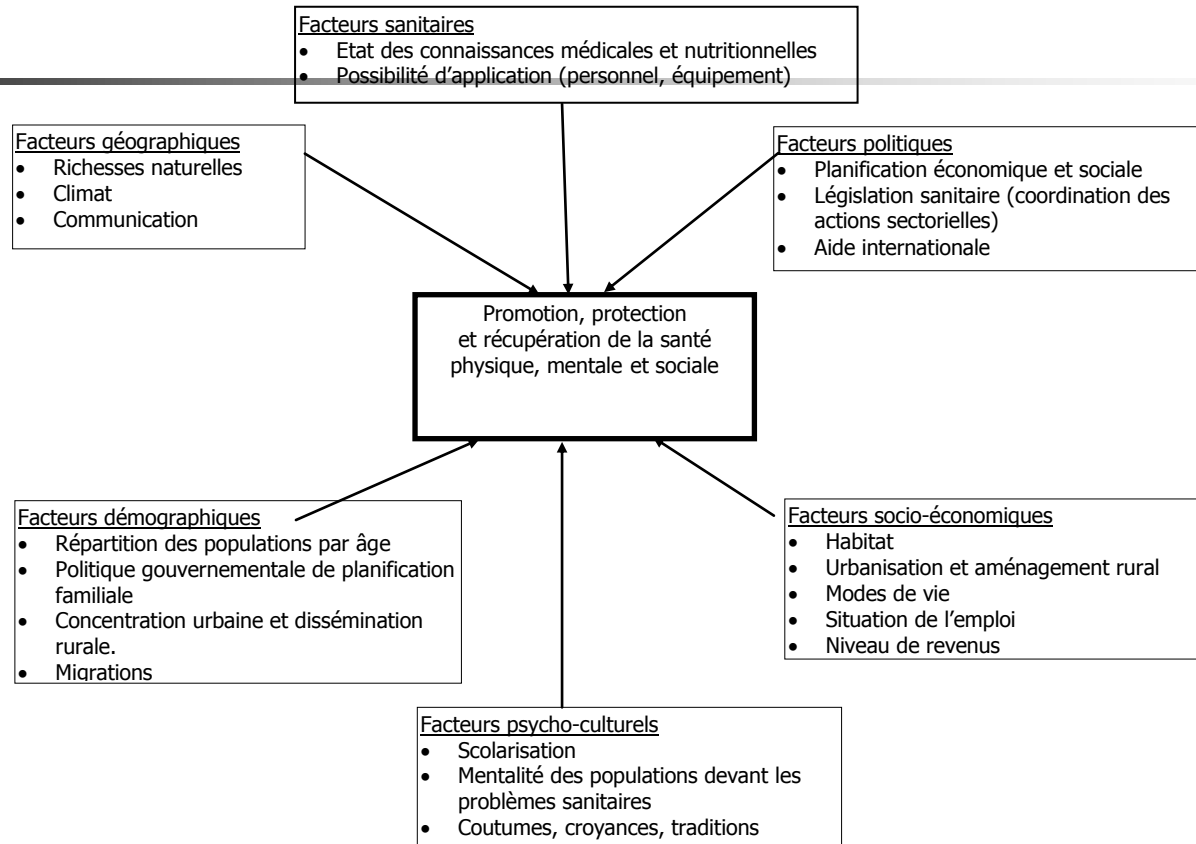 Facteurs sanitaires
• Etat des connaissances médicales et nutritionnelles
• Possibilité d'application (personnel, équipement)
Facteurs géographiques
• Richesses naturelles
• Climat
• Communication
Facteurs politiques
• Planification économique et sociale
• Législation sanitaire (coordination des
actions sectorielles)
• Aide internationale
Promotion, protection
et récupération de la santé
physique, mentale et sociale
Facteurs démographiques
• Répartition des populations par âge
• Politique gouvernementale de planification
familiale
• Concentration urbaine et dissémination
rurale.
• Migrations
Facteurs socio-économiques
• Habitat
• Urbanisation et aménagement rural
• Modes de vie
• Situation de l'emploi
• Niveau de revenus
Facteurs psycho-culturels
• Scolarisation
• Mentalité des populations devant les
problèmes sanitaires
• Coutumes, croyances, traditions